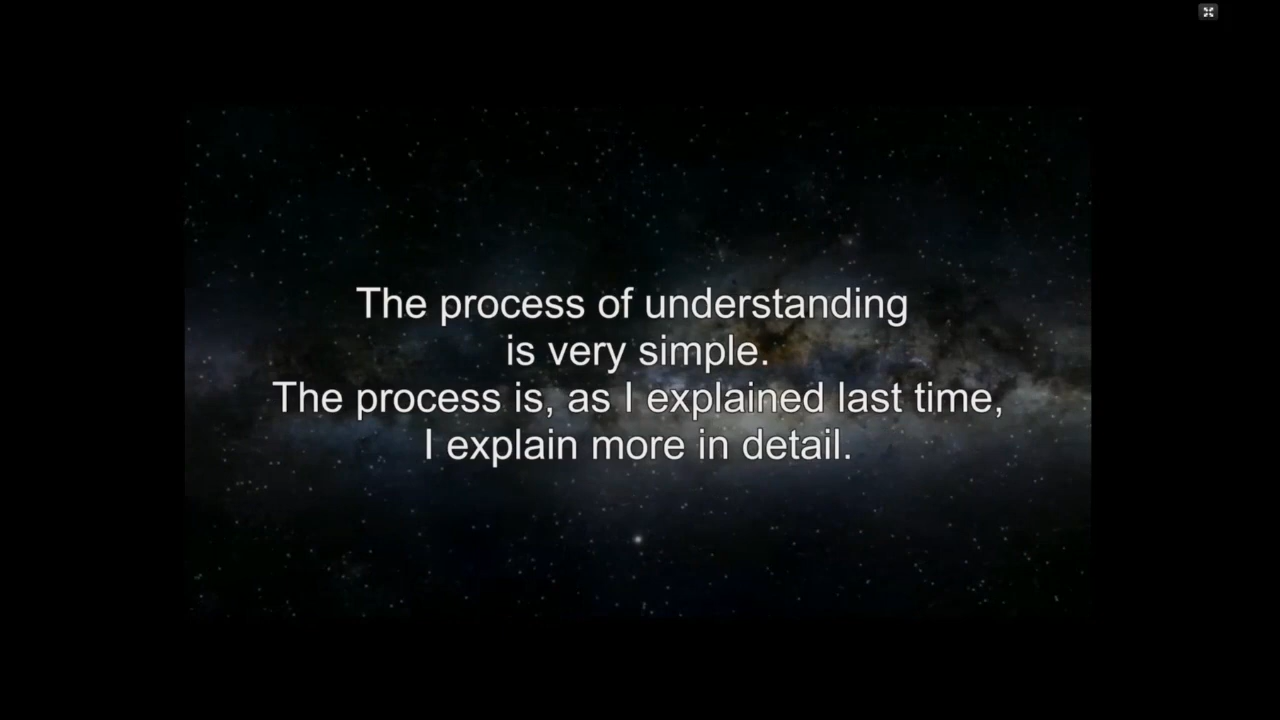 The process of understanding
is very simple.
The process is, as I explained last time,
I explain more in detail.